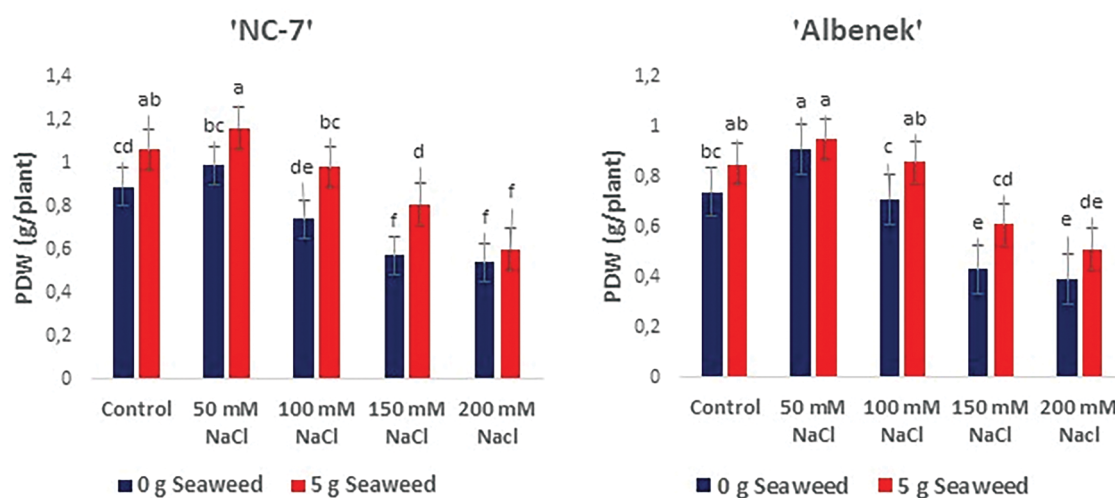 'NC-7'
PDW (g/plant)
1,4
1,2
1
0,8
0,6
0,4
0,2
0
cd
ab
bc
a
de
bc
f
d
f
f
Control
50 mM NaCl
100 mM NaCl
150 mM NaCl
200 mM Nacl
0 g Seaweed
5 g Seaweed
'Albenek'
PDW (g/plant)
1,2
1
0,8
0,6
0,4
0,2
0
bc
ab
a
a
c
ab
e
cd
e
de
Control
50 mM NaCl
100 mM NaCl
150 mM NaCl
200 mM Nacl
0 g Seaweed
5 g Seaweed